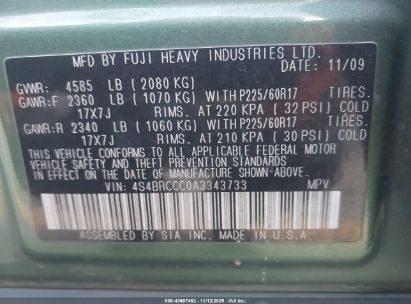 MFD BY FUJI HEAVY INDUSTRIES LTD.
DATE: 11/09
GVWR: 4585 LB (2080 KG)
GAWR:F 2360 LB (1070 KG) WITH P225/60R17 TIRES.
17X7J RIMS. AT 220 KPA (32 PSI) COLD
GAWR:R 2340 LB (1060 KG) WITH P225/60R17 TIRES.
17X7J RIMS. AT 210 KPA (30 PSI) COLD
THIS VEHICLE CONFORMS TO ALL APPLICABLE FEDERAL MOTOR
VEHICLE SAFETY AND THEFT PREVENTION STANDARDS IN EFFECT
ON THE DATE OF MANUFACTURE SHOWN ABOVE.
VIN: 4S4BRCCC0A3343733 MPV
ASSEMBLED BY SIA INC. MADE IN U.S.A.